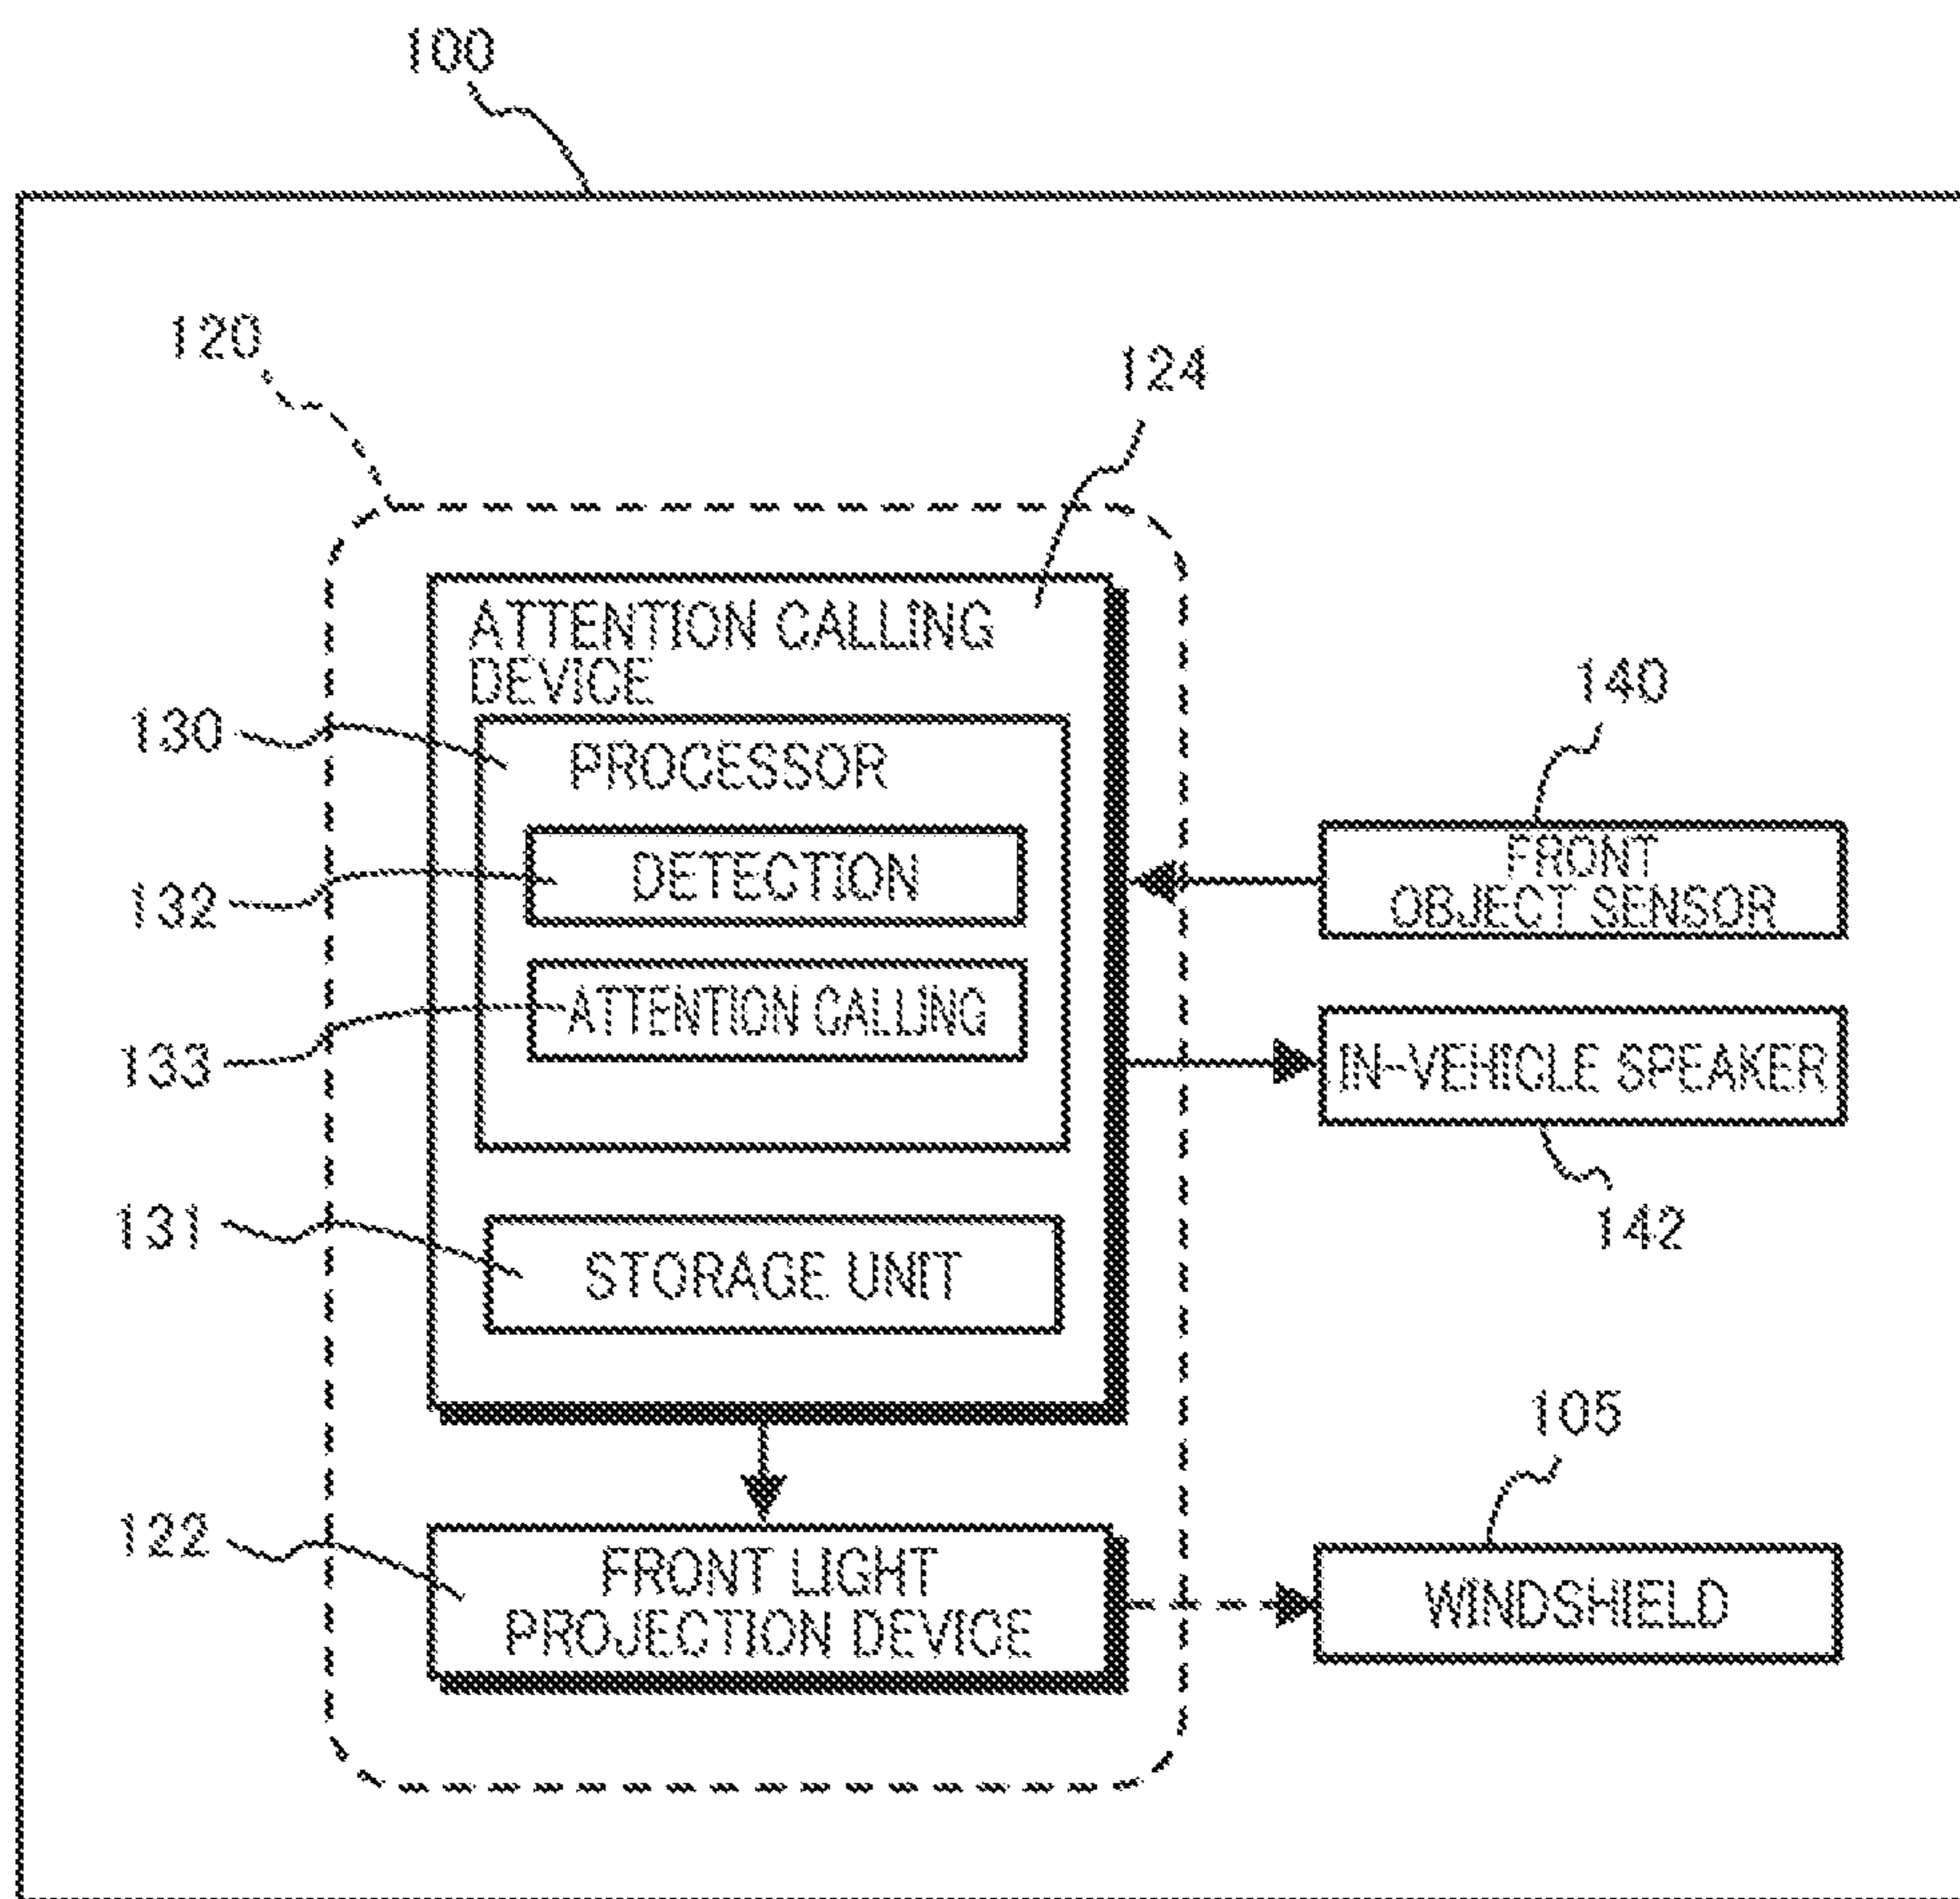 100
120
124
ATTENTION CALLING
DEVICE
130
PROCESSOR
140
132
DETECTION
FRONT
OBJECT SENSOR
133
ATTENTION CALLING
IN-VEHICLE SPEAKER
131
STORAGE UNIT
142
105
122
FRONT LIGHT
PROJECTION DEVICE
WINDSHIELD